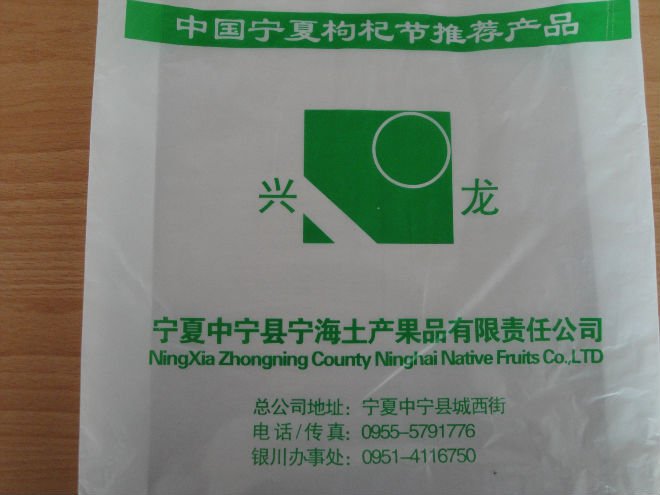 中国宁夏枸杞节推荐产品
兴 龙
宁夏中宁县宁海土产果品有限责任公司
NingXia Zhongning County Ninghai Native Fruits Co.,LTD
总公司地址：宁夏中宁县城西街
电话/传真：0955-5791776
银川办事处：0951-4116750